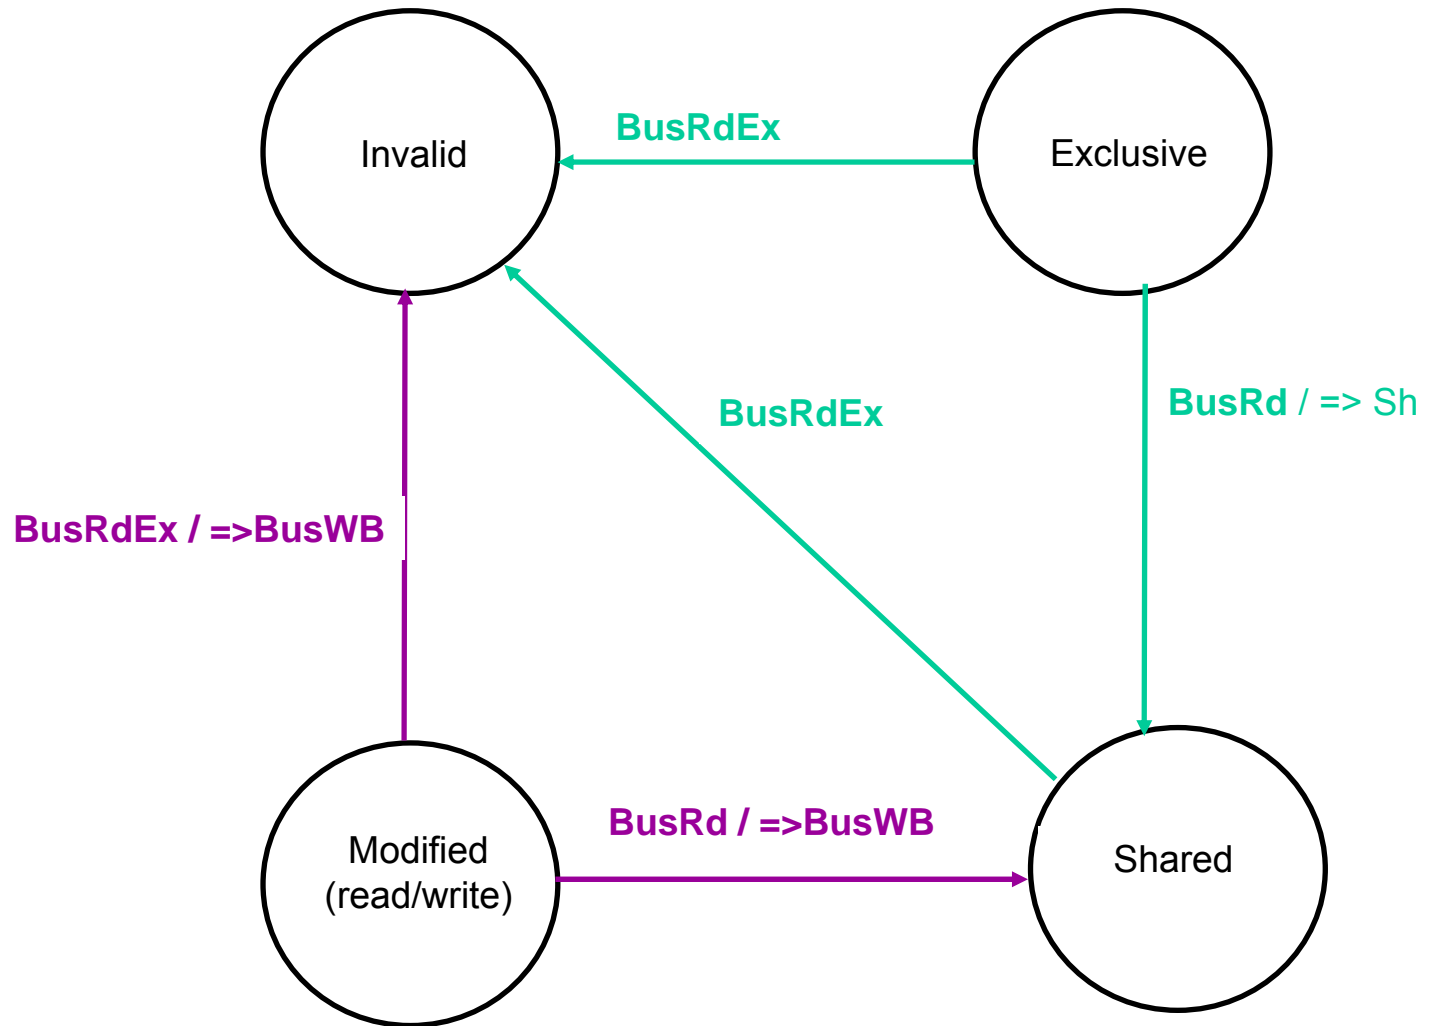 BusRdEx
Invalid
Exclusive
BusRd / => Sh
BusRdEx
BusRdEx / =>BusWB
BusRd / =>BusWB
Modified
(read/write)
Shared